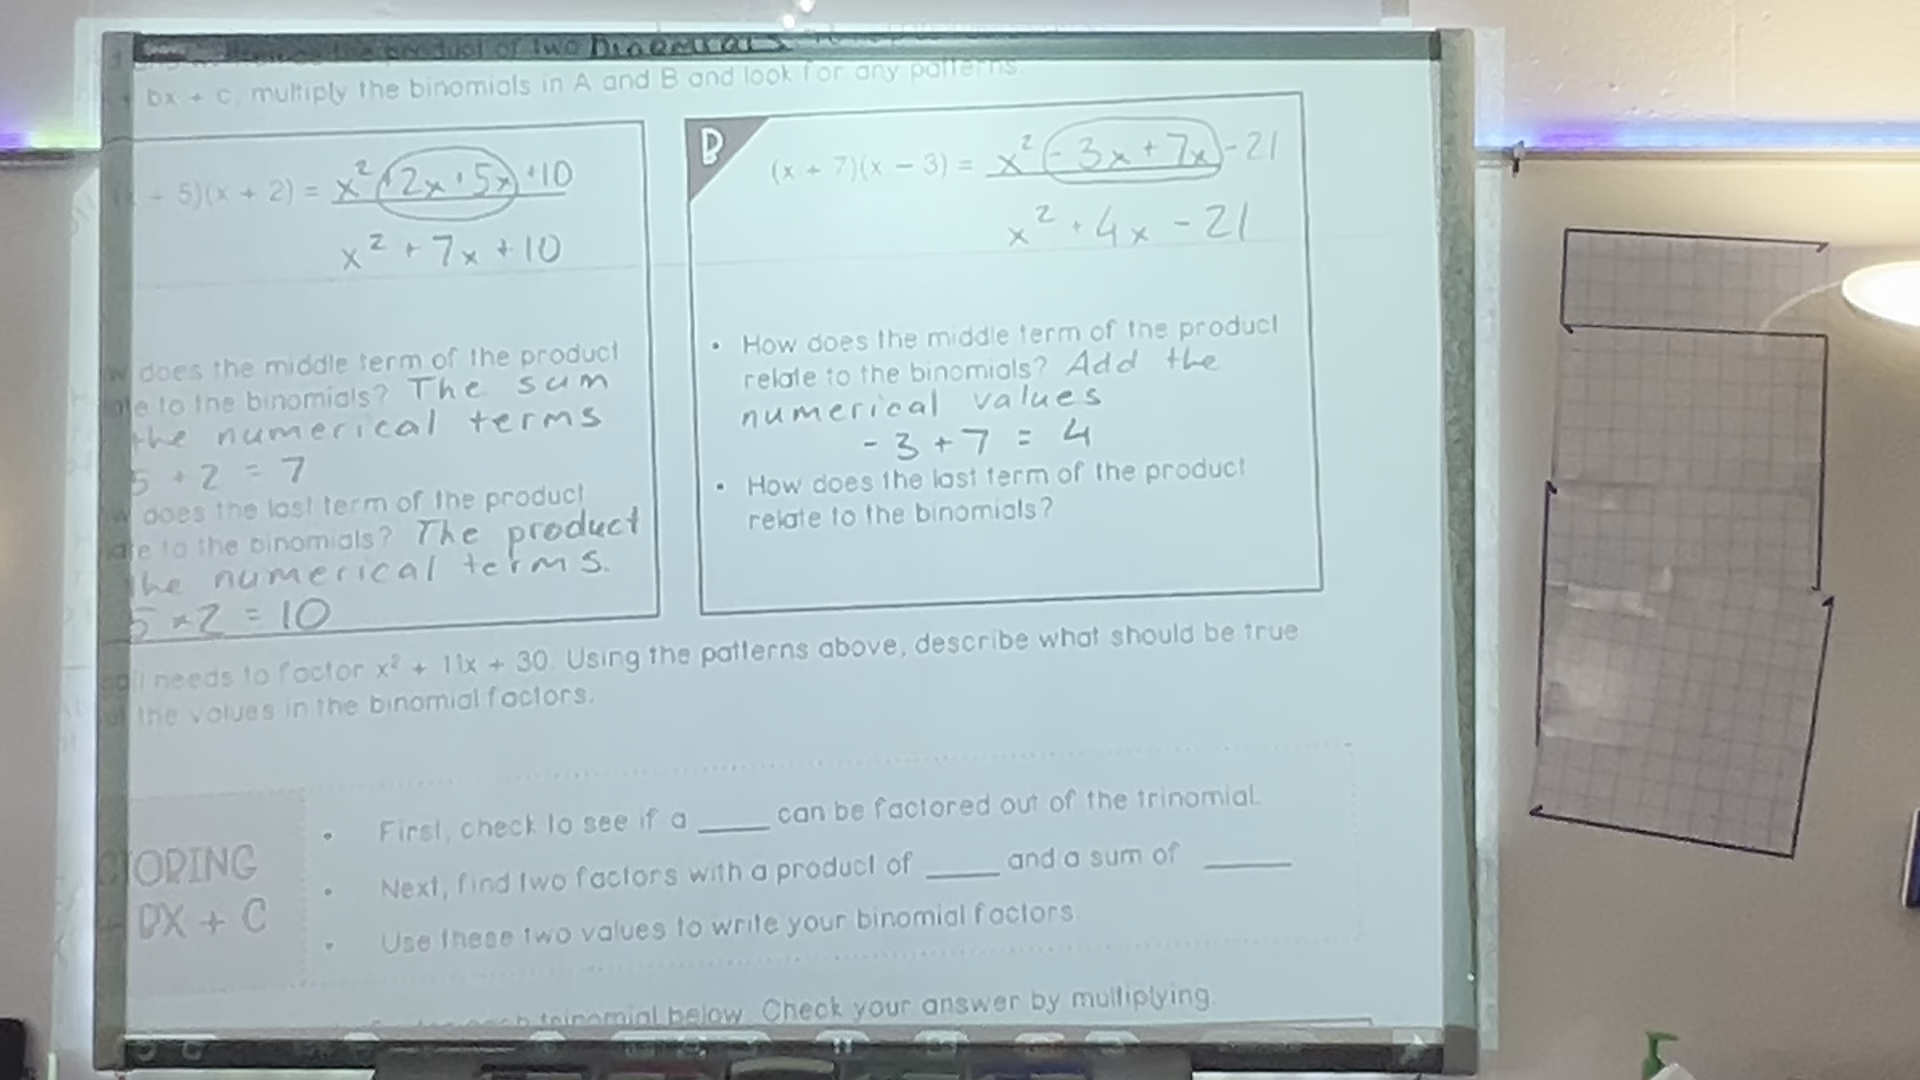 the product of two Binomials
bx + c, multiply the binomials in A and B and look for any patterns.
+ 5)(x + 2) = x² + 2x + 5x + 10
x² + 7x + 10
does the middle term of the product
to the binomials? The sum
the numerical terms
5 + 2 = 7
does the last term of the product
to the binomials? The product
the numerical terms.
5 * 2 = 10
B
(x + 7)(x − 3) = x² - 3x + 7x - 21
x² + 4x - 21
• How does the middle term of the product
relate to the binomials? Add the
numerical values
-3 + 7 = 4
• How does the last term of the product
relate to the binomials?
needs to factor x² + 11x + 30. Using the patterns above, describe what should be true
the values in the binomial factors.
• First, check to see if a ____ can be factored out of the trinomial.
• Next, find two factors with a product of ____ and a sum of ____
• Use these two values to write your binomial factors.
BX + C
trinomial below. Check your answer by multiplying.